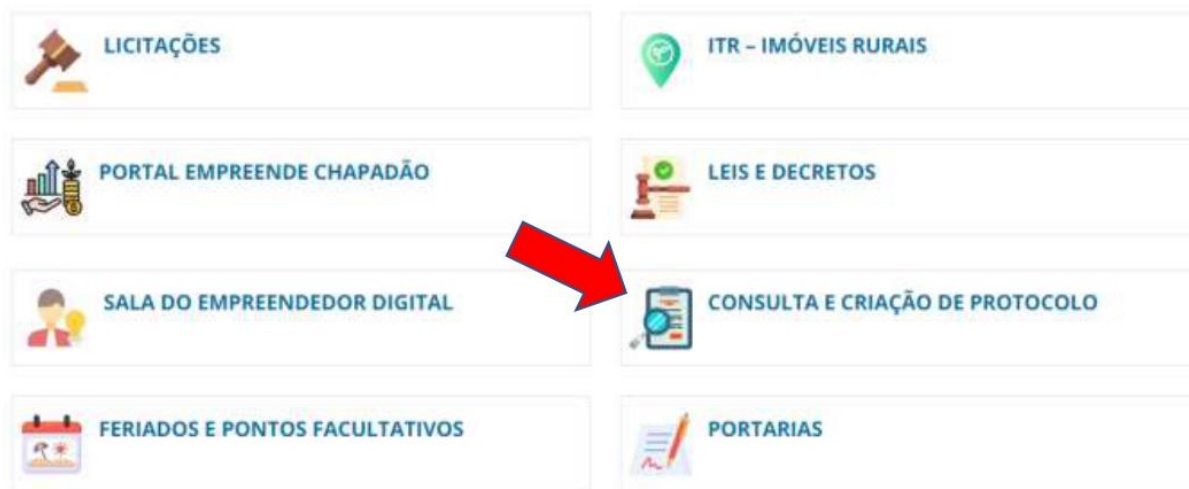 LICITAÇÕES
ITR – IMÓVEIS RURAIS
PORTAL EMPREENDE CHAPADÃO
LEIS E DECRETOS
SALA DO EMPREENDEDOR DIGITAL
CONSULTA E CRIAÇÃO DE PROTOCOLO
FERIADOS E PONTOS FACULTATIVOS
PORTARIAS